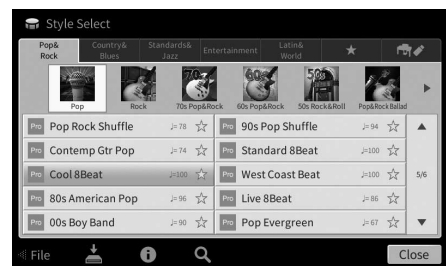 Style Select
Pop& Rock
Country& Blues
Standards& Jazz
Entertainment
Latin& World
Pop
Rock
70s Pop&Rock
60s Pop&Rock
50s Rock&Roll
Pop&Rock Ballad
Pro Pop Rock Shuffle ♩= 78
Pro 90s Pop Shuffle ♩= 94
Pro Contemp Gtr Pop ♩= 74
Pro Standard 8Beat ♩=100
Pro Cool 8Beat ♩=100
Pro West Coast Beat ♩=100
5/6
Pro 80s American Pop ♩= 96
Pro Live 8Beat ♩= 86
Pro 00s Boy Band ♩= 90
Pro Pop Evergreen ♩= 67
File
Close